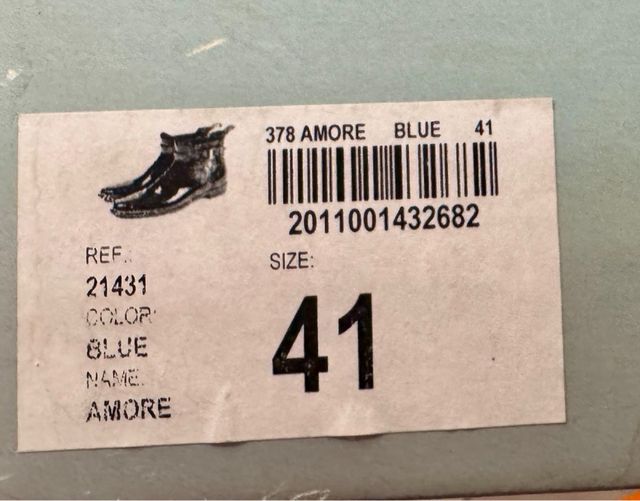 378 AMORE BLUE 41
2011001432682
REF.:
21431
COLOR:
BLUE
NAME:
AMORE
SIZE:
41